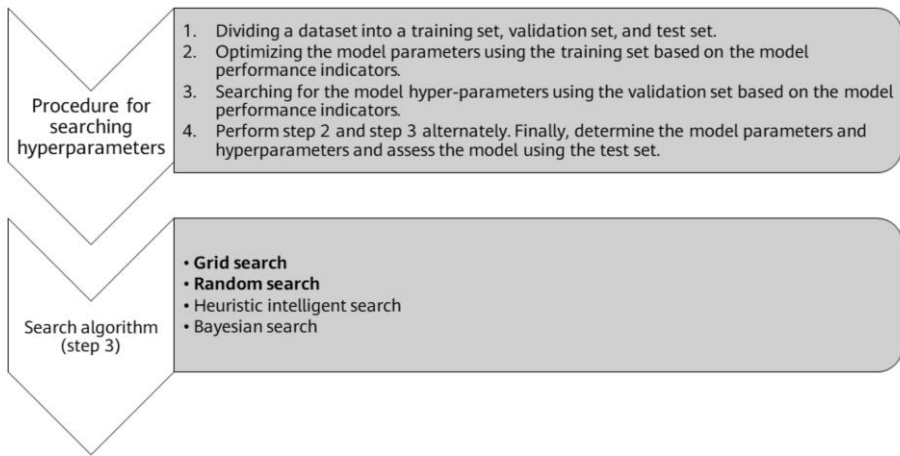 Procedure for
searching
hyperparameters
1. Dividing a dataset into a training set, validation set, and test set.
2. Optimizing the model parameters using the training set based on the model
performance indicators.
3. Searching for the model hyper-parameters using the validation set based on the model
performance indicators.
4. Perform step 2 and step 3 alternately. Finally, determine the model parameters and
hyperparameters and assess the model using the test set.
Search algorithm
(step 3)
• Grid search
• Random search
• Heuristic intelligent search
• Bayesian search